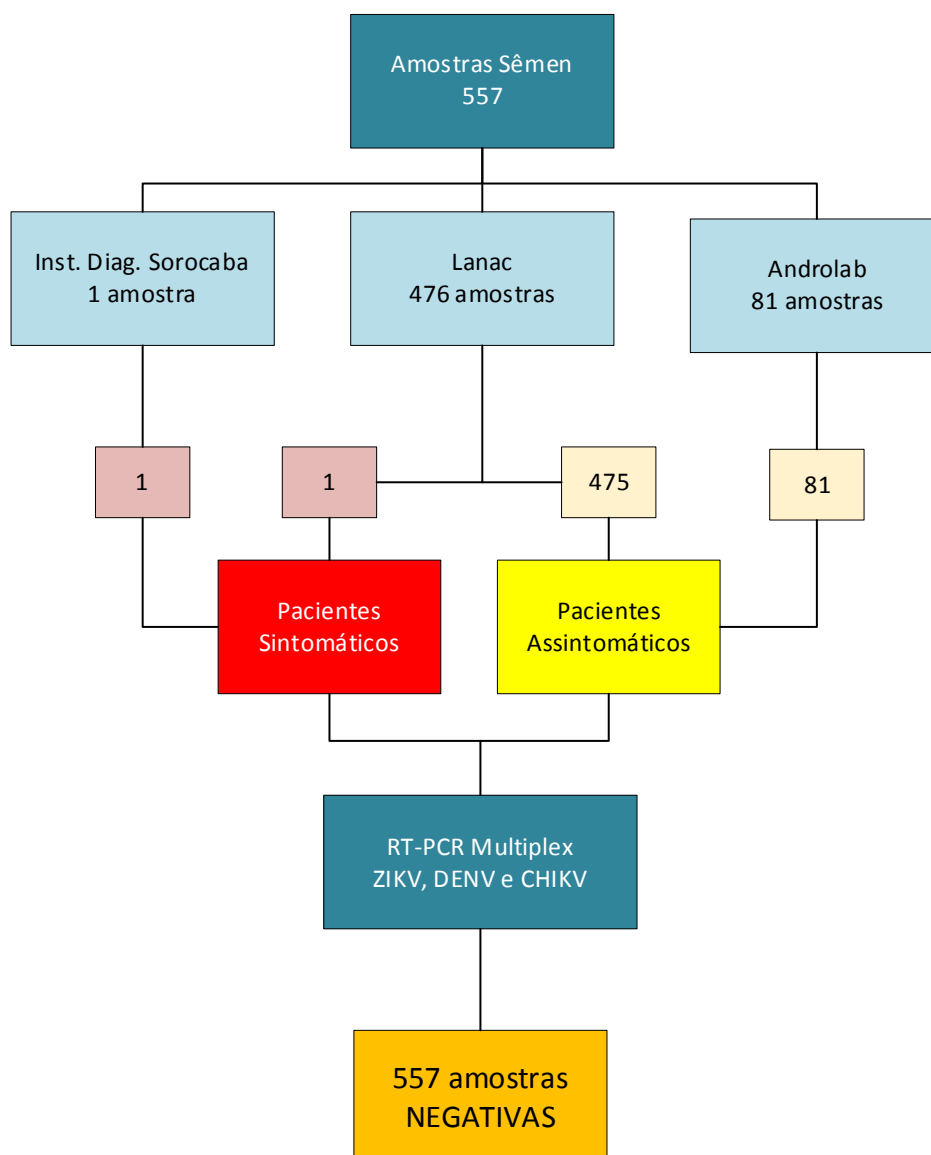 Amostras Sêmen
557
Inst. Diag. Sorocaba
1 amostra
Lanac
476 amostras
Androlab
81 amostras
1
1
475
81
Pacientes
Sintomáticos
Pacientes
Assintomáticos
RT-PCR Multiplex
ZIKV, DENV e CHIKV
557 amostras
NEGATIVAS